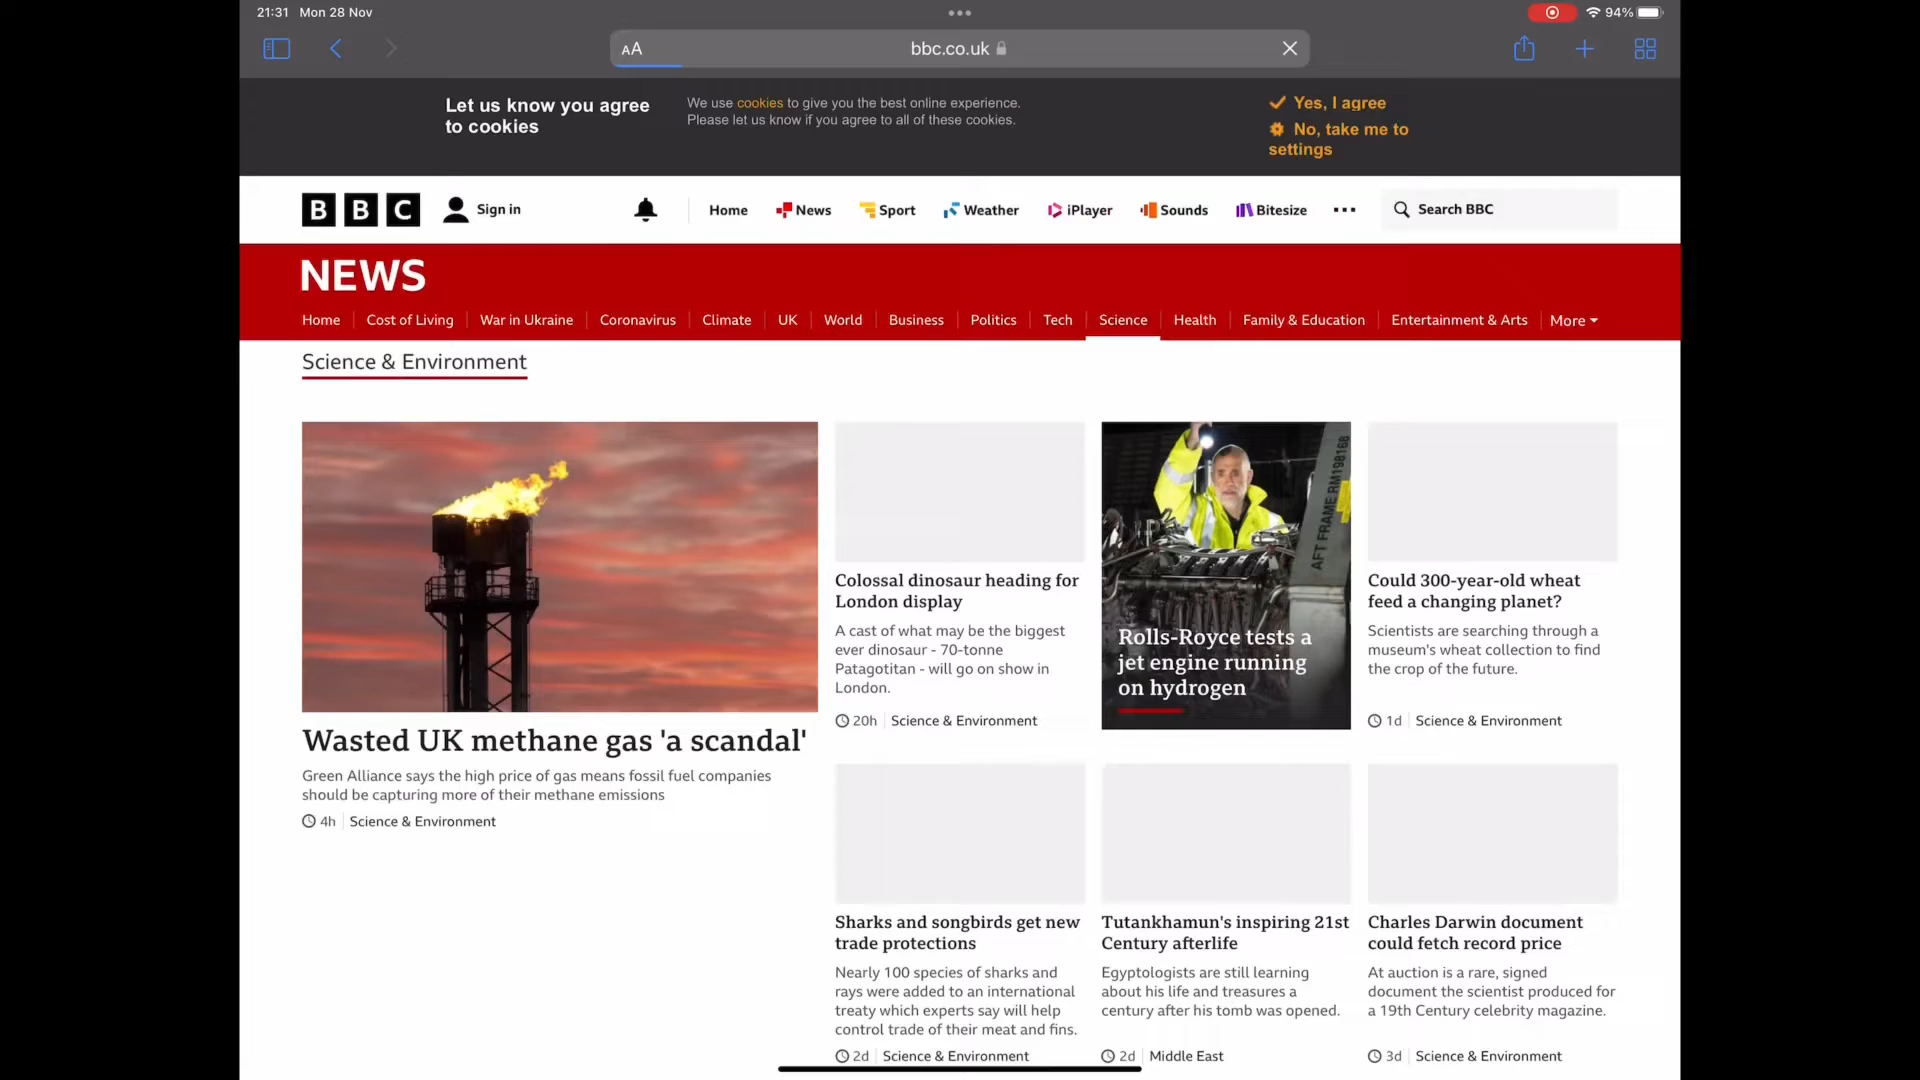 21:31 Mon 28 Nov
94%
AA
bbc.co.uk
Let us know you agree
to cookies
We use cookies to give you the best online experience.
Please let us know if you agree to all of these cookies.
Yes, I agree
No, take me to
settings
BBC
Sign in
Home
News
Sport
Weather
iPlayer
Sounds
Bitesize
Search BBC
NEWS
Home
Cost of Living
War in Ukraine
Coronavirus
Climate
UK
World
Business
Politics
Tech
Science
Health
Family & Education
Entertainment & Arts
More
Science & Environment
Wasted UK methane gas 'a scandal'
Green Alliance says the high price of gas means fossil fuel companies
should be capturing more of their methane emissions
4h Science & Environment
Colossal dinosaur heading for
London display
A cast of what may be the biggest
ever dinosaur - 70-tonne
Patagotitan - will go on show in
London.
20h Science & Environment
AFT FRAME RM198168
Rolls-Royce tests a
jet engine running
on hydrogen
Could 300-year-old wheat
feed a changing planet?
Scientists are searching through a
museum's wheat collection to find
the crop of the future.
1d Science & Environment
Sharks and songbirds get new
trade protections
Nearly 100 species of sharks and
rays were added to an international
treaty which experts say will help
control trade of their meat and fins.
2d Science & Environment
Tutankhamun's inspiring 21st
Century afterlife
Egyptologists are still learning
about his life and treasures a
century after his tomb was opened.
2d Middle East
Charles Darwin document
could fetch record price
At auction is a rare, signed
document the scientist produced for
a 19th Century celebrity magazine.
3d Science & Environment